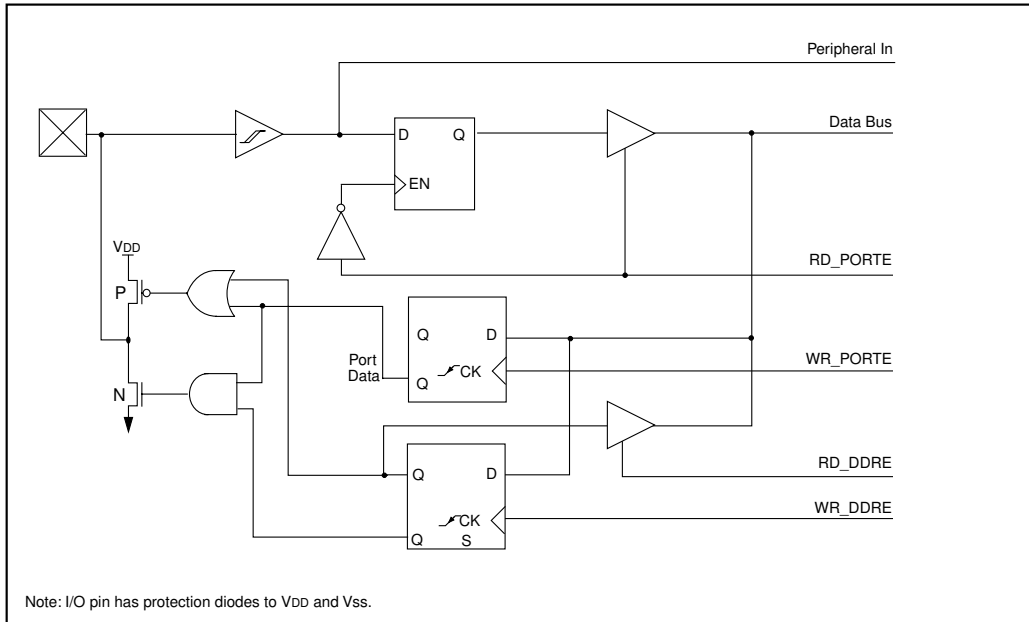 Peripheral In
D Q
Data Bus
EN
VDD
RD_PORTE
P
Q D
Port
Data
WR_PORTE
Q CK
N
RD_DDRE
Q D
WR_DDRE
CK
Q S
Note: I/O pin has protection diodes to VDD and Vss.